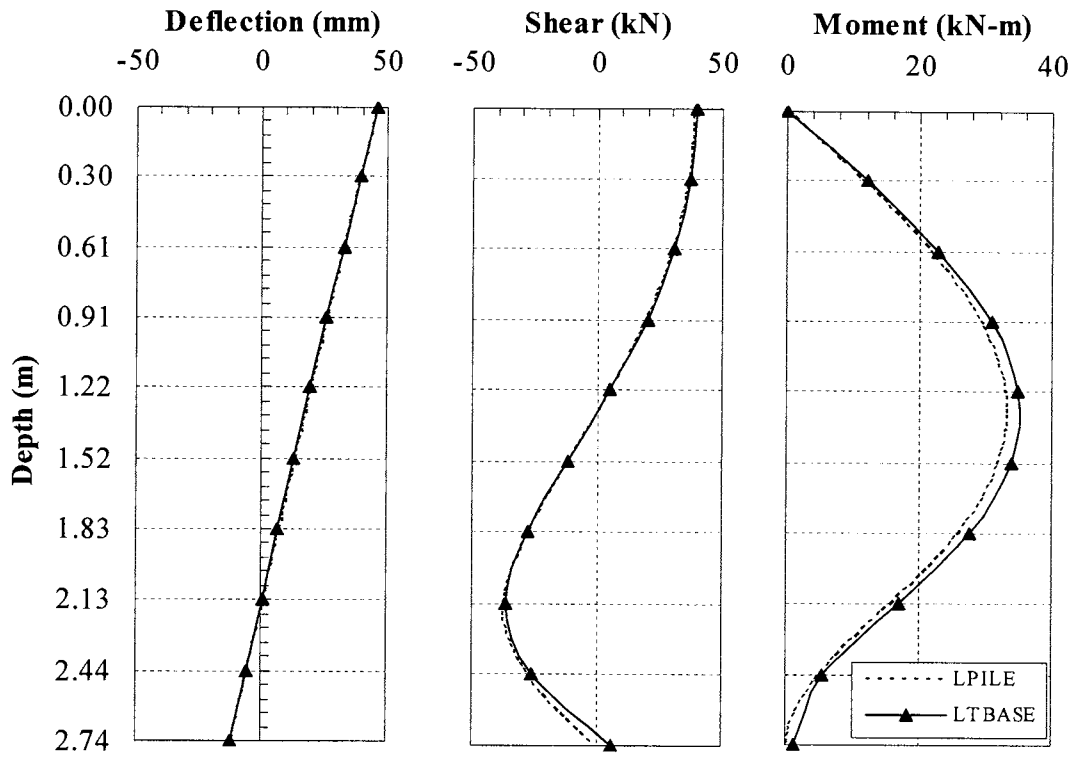 Deflection (mm) Shear (kN) Moment (kN-m)
-50 0 50 -50 0 50 0 20 40
0.00
0.30
0.61
0.91
1.22
1.52
1.83
2.13
2.44
2.74
Depth (m)
LPILE
LTBASE